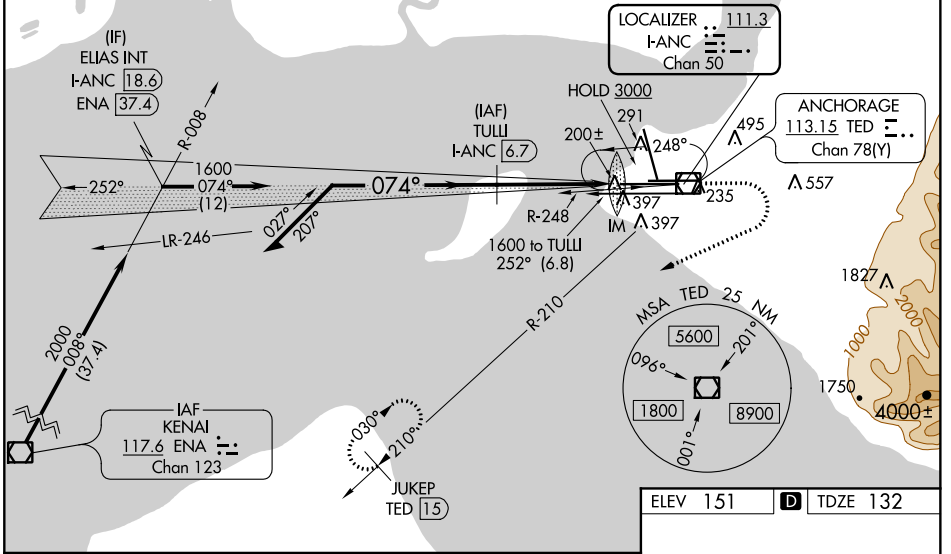 LOCALIZER 111.3
I-ANC
Chan 50
(IF)
ELIAS INT
I-ANC 18.6
ENA 37.4
R-008
(IAF)
TULLI
I-ANC 6.7
HOLD 3000
291
200±
248°
495
ANCHORAGE
113.15 TED
Chan 78(Y)
557
252°
1600
074°
(12)
074°
027°
207°
LR-246
R-248
IM
397
397
235
1600 to TULLI
252° (6.8)
R-210
2000
008°
(37.4)
MSA TED 25 NM
5600
201°
096°
1800
8900
001°
1827
2000
1000
1750
4000±
IAF
KENAI
117.6 ENA
Chan 123
030°
210°
JUKEP
TED 15
ELEV 151 D TDZE 132